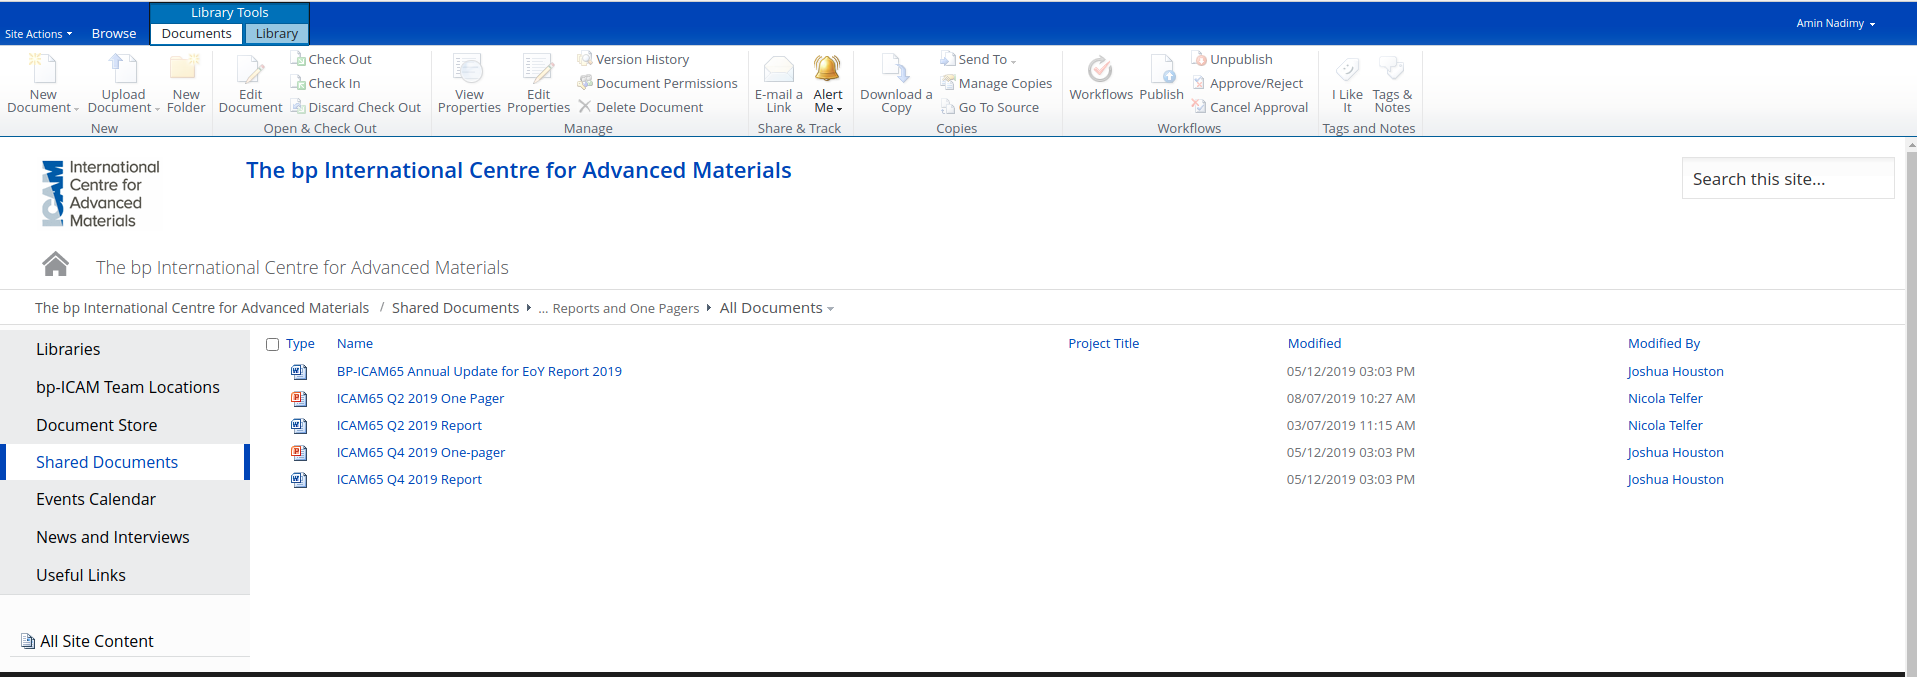 Library Tools
Site Actions Browse Documents Library Amin Nadimy
New Document Upload Document New Folder
New
Edit Document Check Out
Check In
Discard Check Out
Open & Check Out
View Properties Edit Properties Version History
Document Permissions
Delete Document
Manage
E-mail a Link Alert Me
Share & Track
Download a Copy Send To
Manage Copies
Go To Source
Copies
Workflows Publish Unpublish
Approve/Reject
Cancel Approval
Workflows
I Like It Tags & Notes
Tags and Notes
ICAM
International
Centre for
Advanced
Materials
The bp International Centre for Advanced Materials
Search this site...
The bp International Centre for Advanced Materials
The bp International Centre for Advanced Materials / Shared Documents ... Reports and One Pagers All Documents
Libraries
bp-ICAM Team Locations
Document Store
Shared Documents
Events Calendar
News and Interviews
Useful Links
All Site Content
Type Name Project Title Modified Modified By
BP-ICAM65 Annual Update for EoY Report 2019 05/12/2019 03:03 PM Joshua Houston
ICAM65 Q2 2019 One Pager 08/07/2019 10:27 AM Nicola Telfer
ICAM65 Q2 2019 Report 03/07/2019 11:15 AM Nicola Telfer
ICAM65 Q4 2019 One-pager 05/12/2019 03:03 PM Joshua Houston
ICAM65 Q4 2019 Report 05/12/2019 03:03 PM Joshua Houston